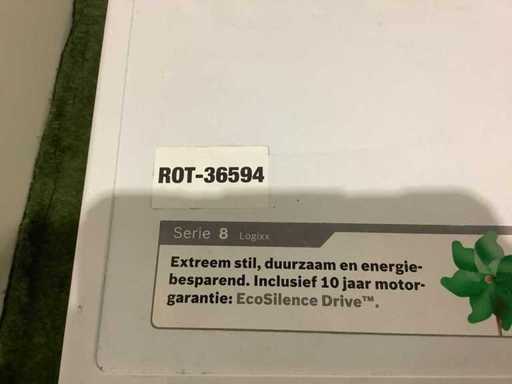 ROT-36594
Serie 8 Logixx
Extreem stil, duurzaam en energie-
besparend. Inclusief 10 jaar motor-
garantie: EcoSilence Drive™.